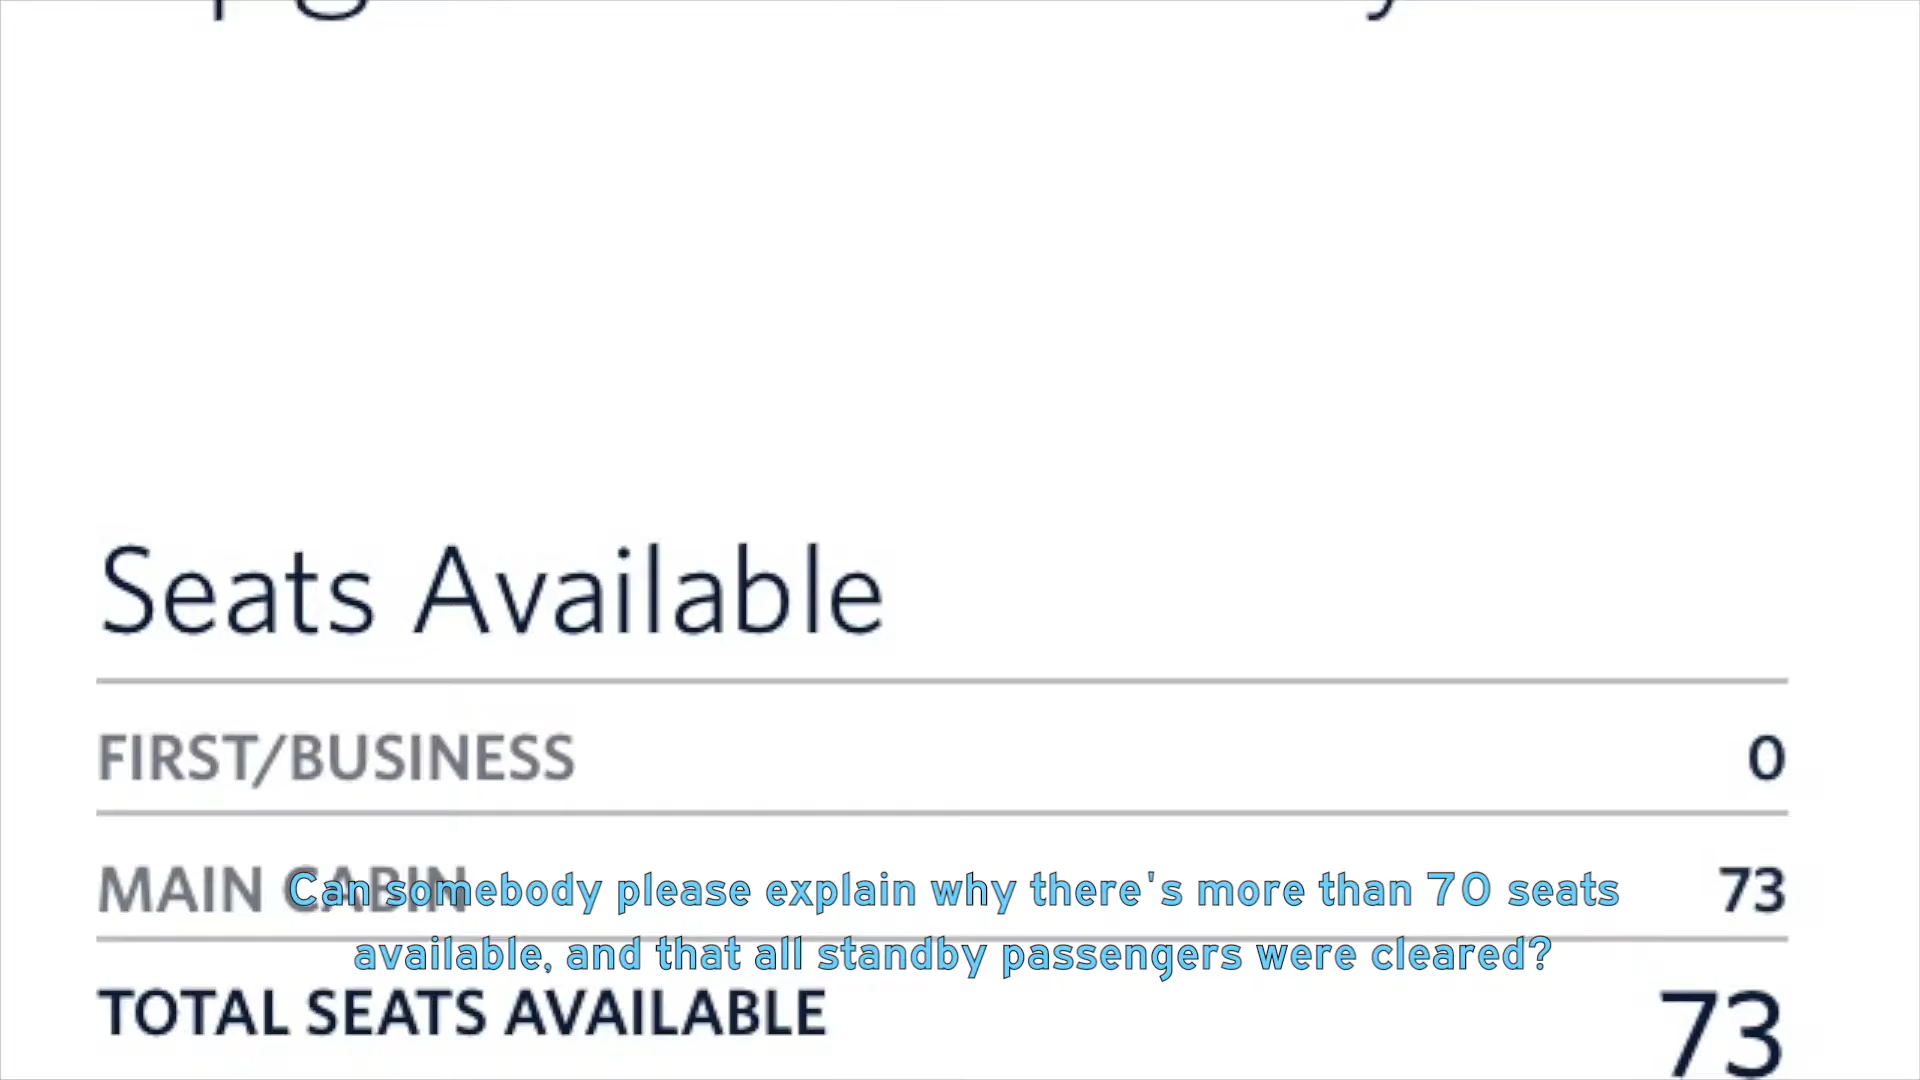 Seats Available
FIRST/BUSINESS 0
MAIN CABIN 73
Can somebody please explain why there's more than 70 seats
available, and that all standby passengers were cleared?
TOTAL SEATS AVAILABLE 73